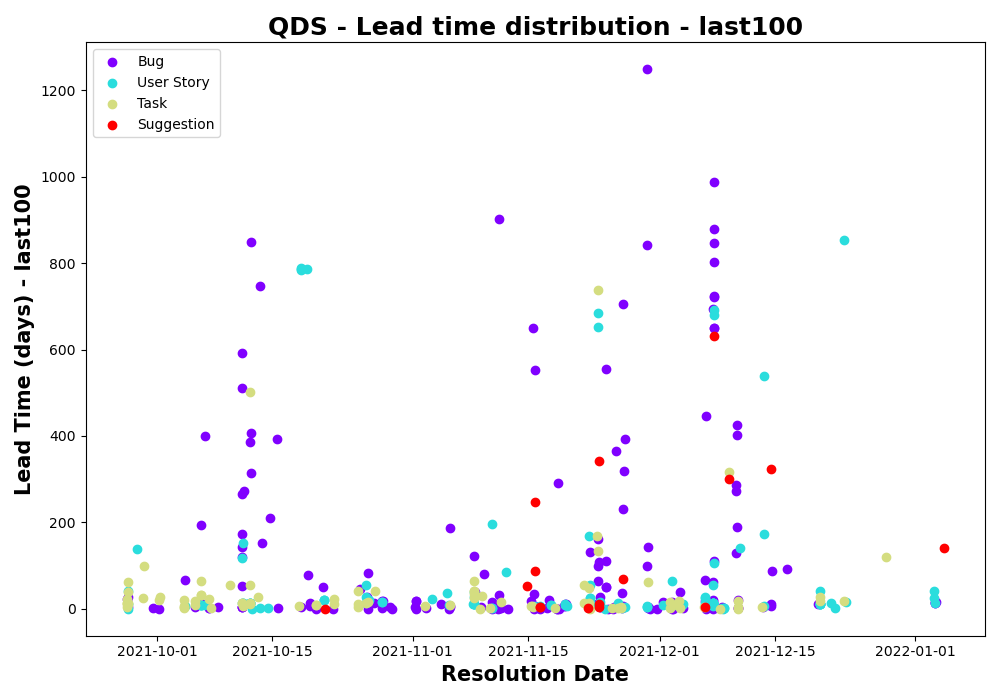 QDS - Lead time distribution - last100
Bug
User Story
Task
Suggestion
Lead Time (days) - last100
1200
1000
800
600
400
200
0
2021-10-01 2021-10-15 2021-11-01 2021-11-15 2021-12-01 2021-12-15 2022-01-01
Resolution Date